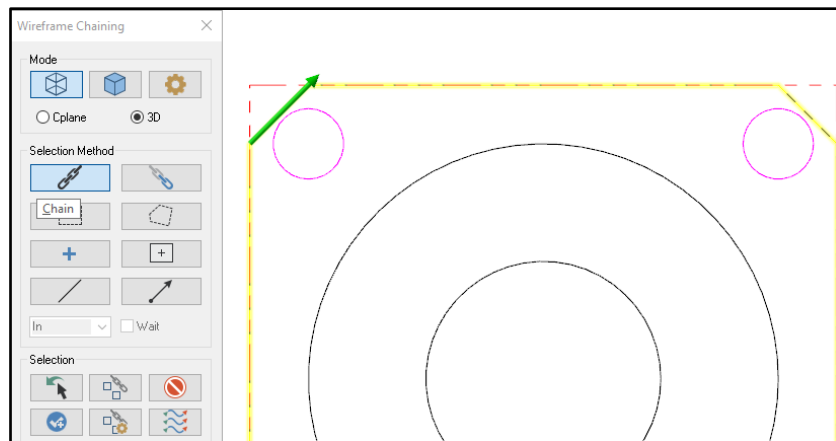 Wireframe Chaining
Mode
Cplane
3D
Selection Method
Chain
In
Wait
Selection